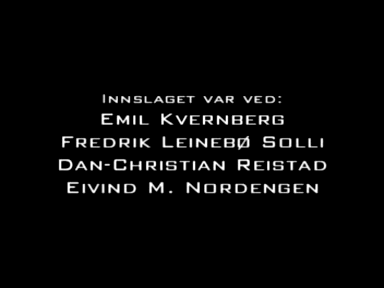 Innslaget var ved:
Emil Kvernberg
Fredrik Leinebø Solli
Dan-Christian Reistad
Eivind M. Nordengen